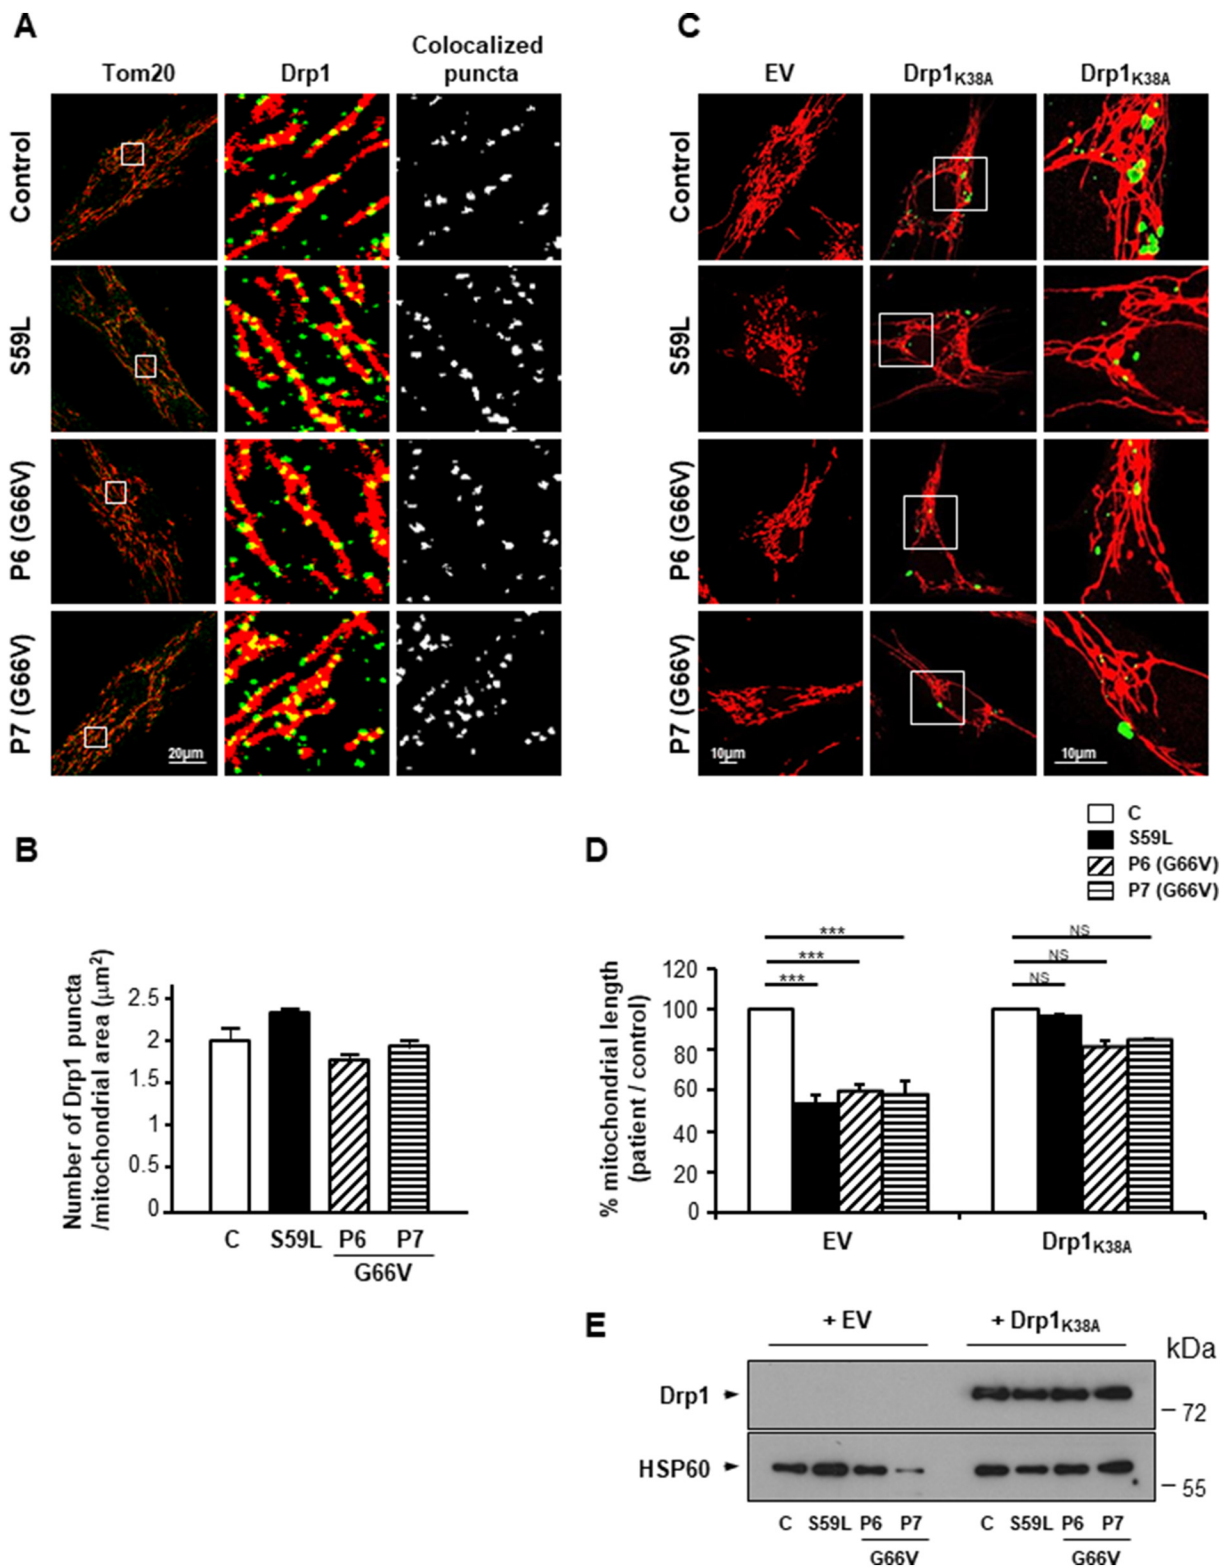 A
Tom20
Drp1
Colocalized
puncta
Control
S59L
P6 (G66V)
P7 (G66V)
20µm
C
EV
Drp1K38A
Drp1K38A
Control
S59L
P6 (G66V)
P7 (G66V)
10µm
10µm
B
Number of Drp1 puncta
/mitochondrial area (µm²)
2.5
2
1.5
1
0.5
0
C
S59L
P6
P7
G66V
D
C
S59L
P6 (G66V)
P7 (G66V)
% mitochondrial length
(patient / control)
120
100
80
60
40
20
0
***
***
***
NS
NS
NS
EV
Drp1K38A
E
+ EV
+ Drp1K38A
kDa
Drp1
72
HSP60
55
C S59L P6 P7
G66V
C S59L P6 P7
G66V